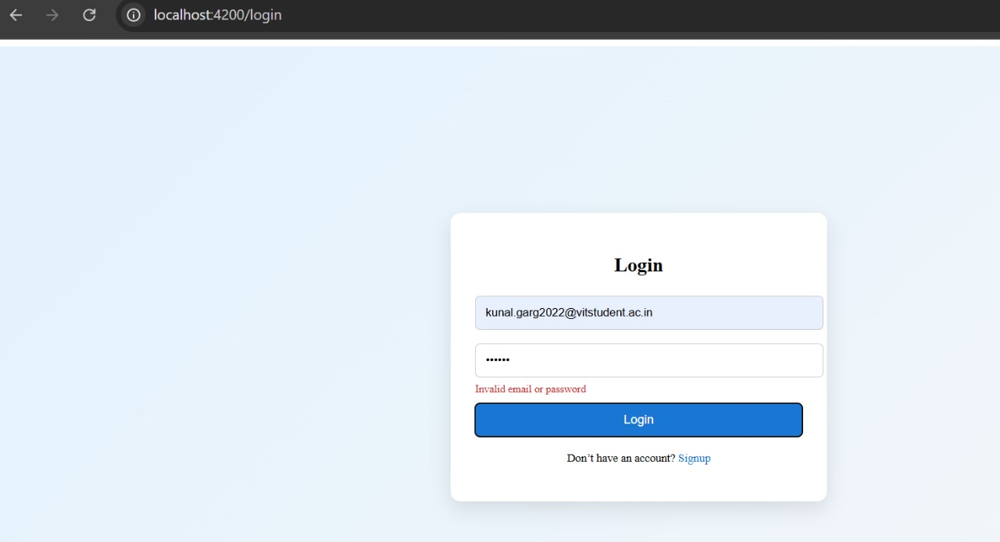 localhost:4200/login
Login
kunal.garg2022@vitstudent.ac.in
••••••
Invalid email or password
Login
Don’t have an account? Signup